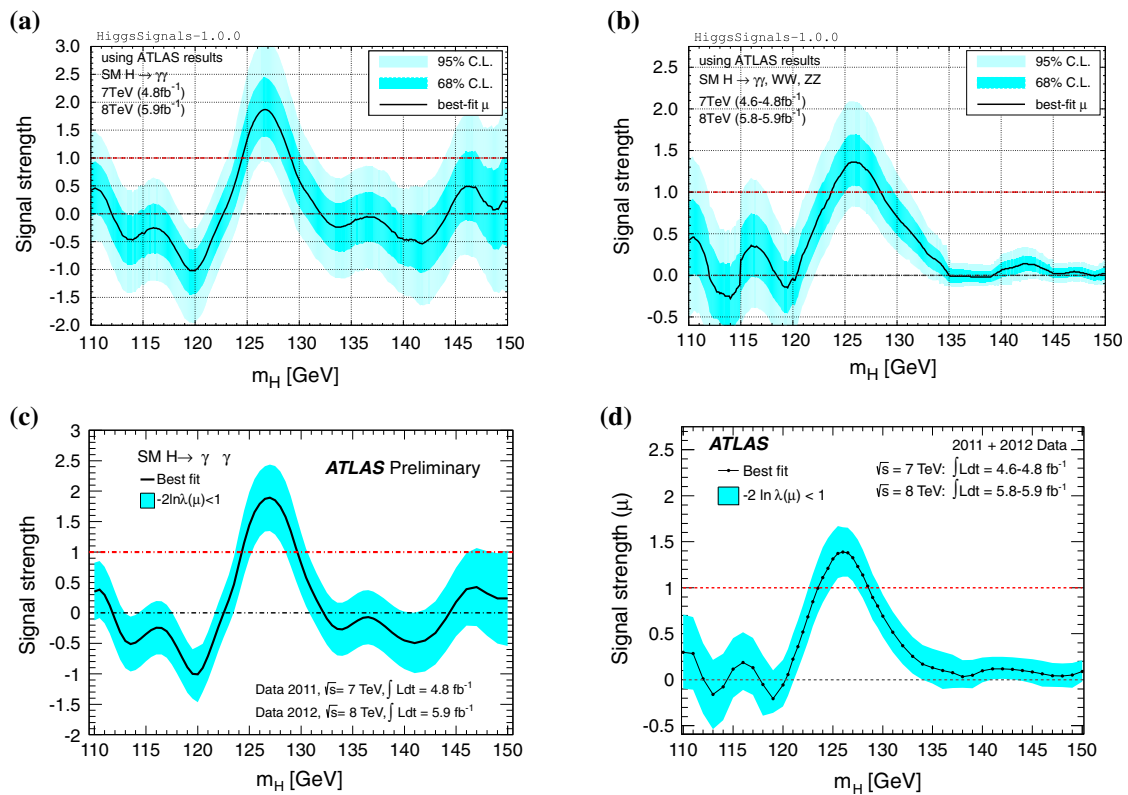 (a)
HiggsSignals-1.0.0
using ATLAS results
SM H→ γγ
7TeV (4.8fb⁻¹)
8TeV (5.9fb⁻¹)
95% C.L.
68% C.L.
best-fit μ
Signal strength
3.0
2.5
2.0
1.5
1.0
0.5
0.0
-0.5
-1.0
-1.5
-2.0
110 115 120 125 130 135 140 145 150
m_H [GeV]
(b)
HiggsSignals-1.0.0
using ATLAS results
SM H→ γγ, WW, ZZ
7TeV (4.6-4.8fb⁻¹)
8TeV (5.8-5.9fb⁻¹)
95% C.L.
68% C.L.
best-fit μ
Signal strength
2.5
2.0
1.5
1.0
0.5
0.0
-0.5
110 115 120 125 130 135 140 145 150
m_H [GeV]
(c)
SM H→ γ γ
Best fit
-2lnλ(μ)<1
ATLAS Preliminary
Signal strength
3
2.5
2
1.5
1
0.5
0
-0.5
-1
-1.5
-2
Data 2011, √s= 7 TeV, ∫ Ldt = 4.8 fb⁻¹
Data 2012, √s= 8 TeV, ∫ Ldt = 5.9 fb⁻¹
110 115 120 125 130 135 140 145 150
m_H [GeV]
(d)
ATLAS
2011 + 2012 Data
Best fit
-2 ln λ(μ) < 1
√s = 7 TeV: ∫Ldt = 4.6-4.8 fb⁻¹
√s = 8 TeV: ∫Ldt = 5.8-5.9 fb⁻¹
Signal strength (μ)
2.5
2
1.5
1
0.5
0
-0.5
110 115 120 125 130 135 140 145 150
m_H [GeV]